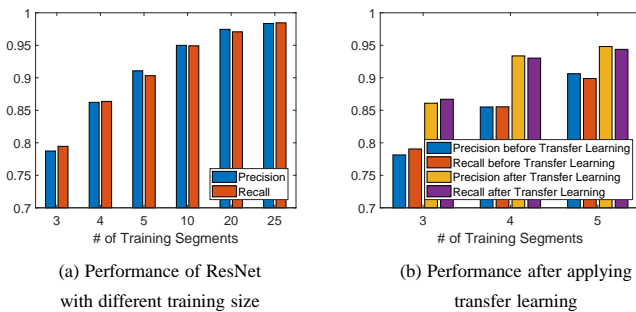 1
0.95
0.9
0.85
0.8
0.75
0.7
Precision
Recall
3 4 5 10 20 25
# of Training Segments
(a) Performance of ResNet
with different training size
1
0.95
0.9
0.85
0.8
0.75
0.7
Precision before Transfer Learning
Recall before Transfer Learning
Precision after Transfer Learning
Recall after Transfer Learning
3 4 5
# of Training Segments
(b) Performance after applying
transfer learning